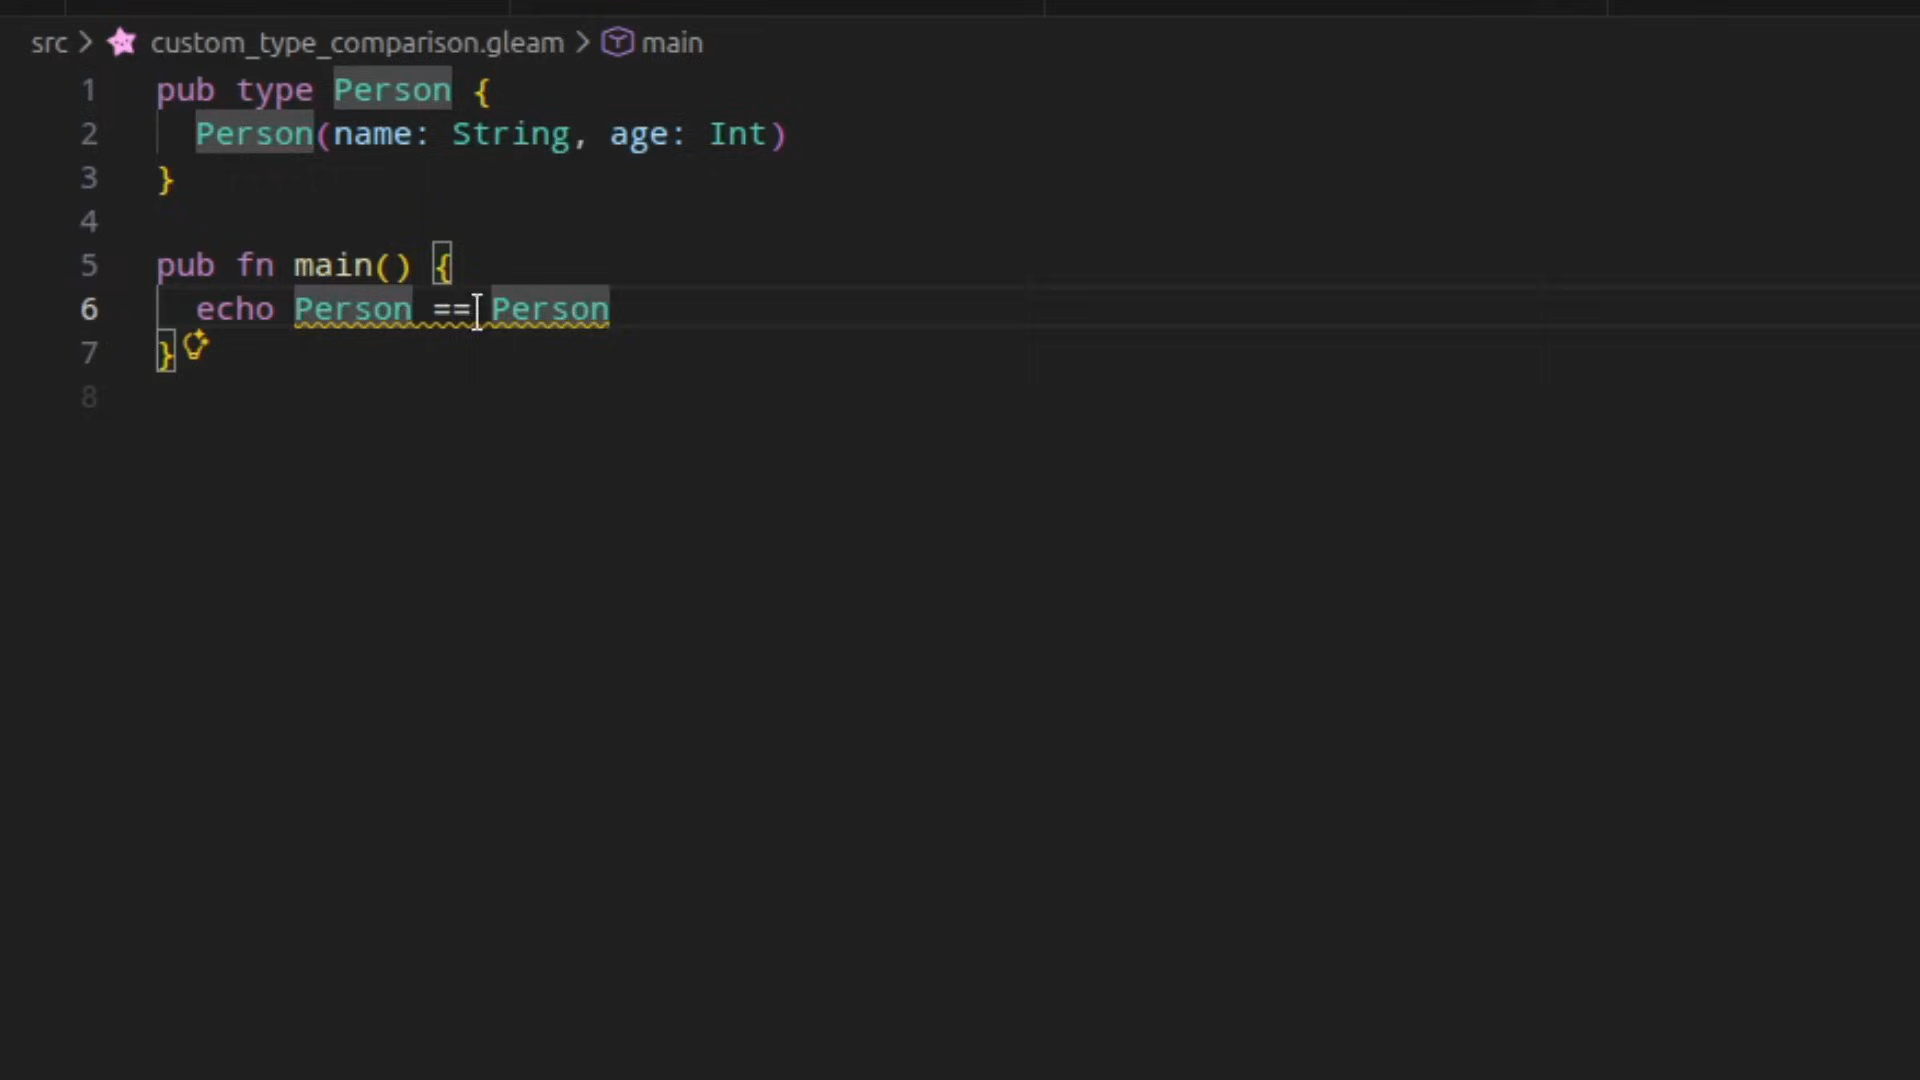 src > custom_type_comparison.gleam > main
1 pub type Person {
2 Person(name: String, age: Int)
3 }
4
5 pub fn main() {
6 echo Person == Person
7 }
8